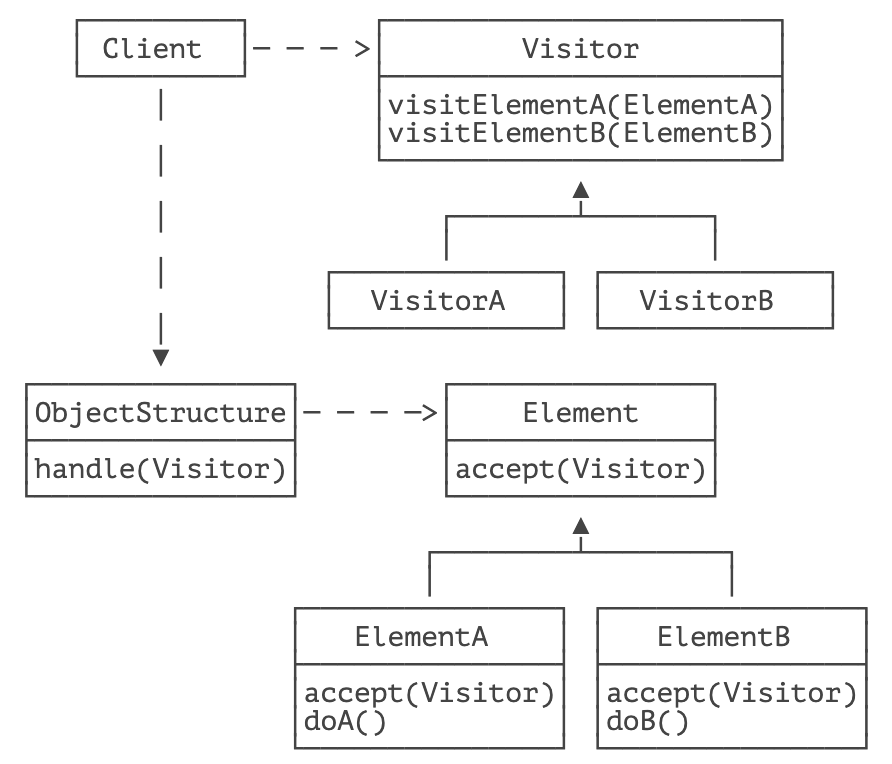 Client
Visitor
visitElementA(ElementA)
visitElementB(ElementB)
VisitorA
VisitorB
ObjectStructure
handle(Visitor)
Element
accept(Visitor)
ElementA
accept(Visitor)
doA()
ElementB
accept(Visitor)
doB()